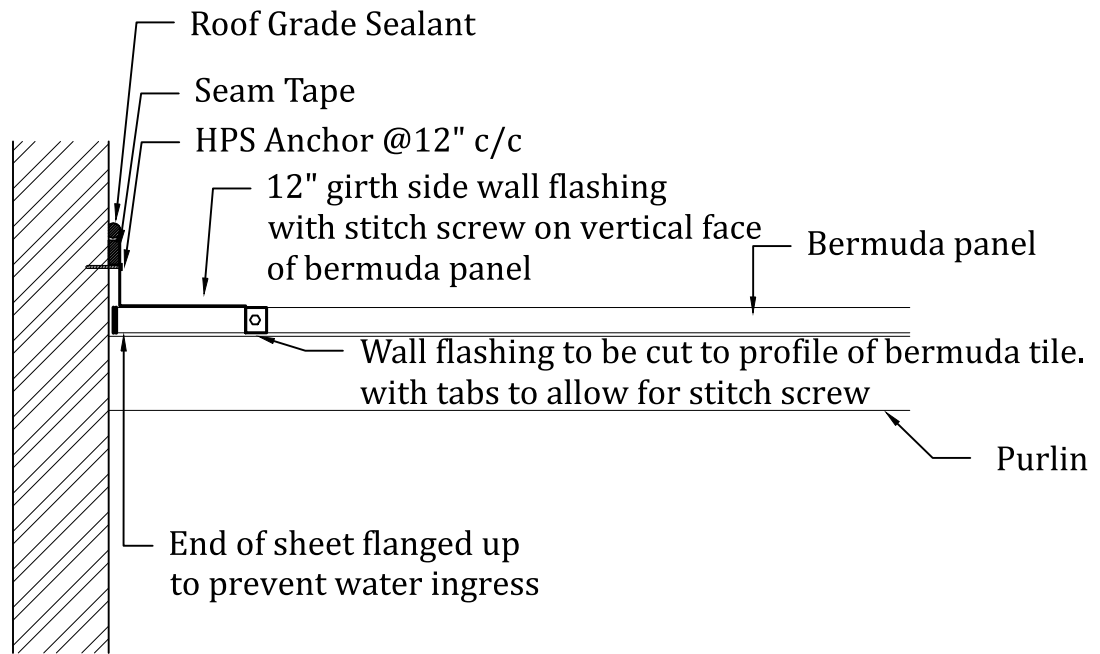 Roof Grade Sealant
Seam Tape
HPS Anchor @12" c/c
12" girth side wall flashing
with stitch screw on vertical face
of bermuda panel
Bermuda panel
Wall flashing to be cut to profile of bermuda tile.
with tabs to allow for stitch screw
Purlin
End of sheet flanged up
to prevent water ingress